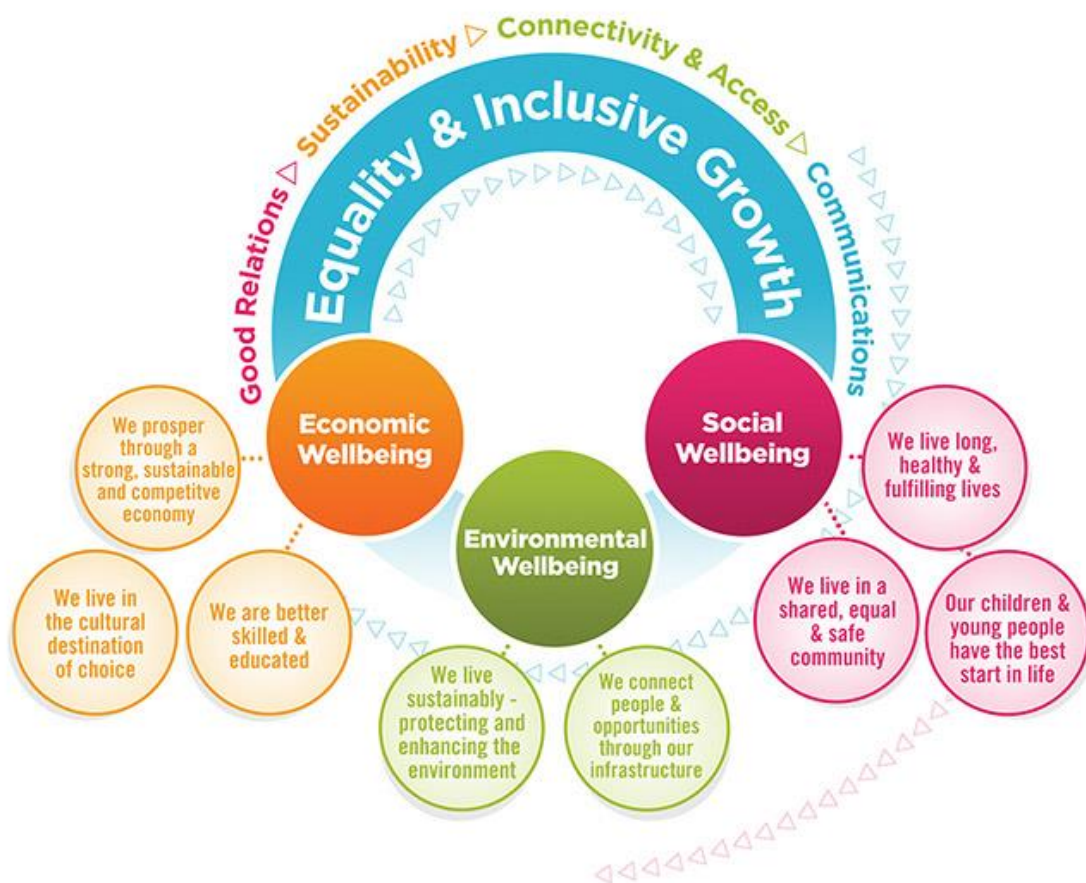 Good Relations
Sustainability
Connectivity & Access
Communications
Equality & Inclusive Growth
Economic
Wellbeing
Environmental
Wellbeing
Social
Wellbeing
We prosper
through a
strong, sustainable
and competitve
economy
We live in
the cultural
destination
of choice
We are better
skilled &
educated
We live
sustainably -
protecting and
enhancing the
environment
We connect
people &
opportunities
through our
infrastructure
We live in a
shared, equal
& safe
community
We live long,
healthy &
fulfilling lives
Our children &
young people
have the best
start in life